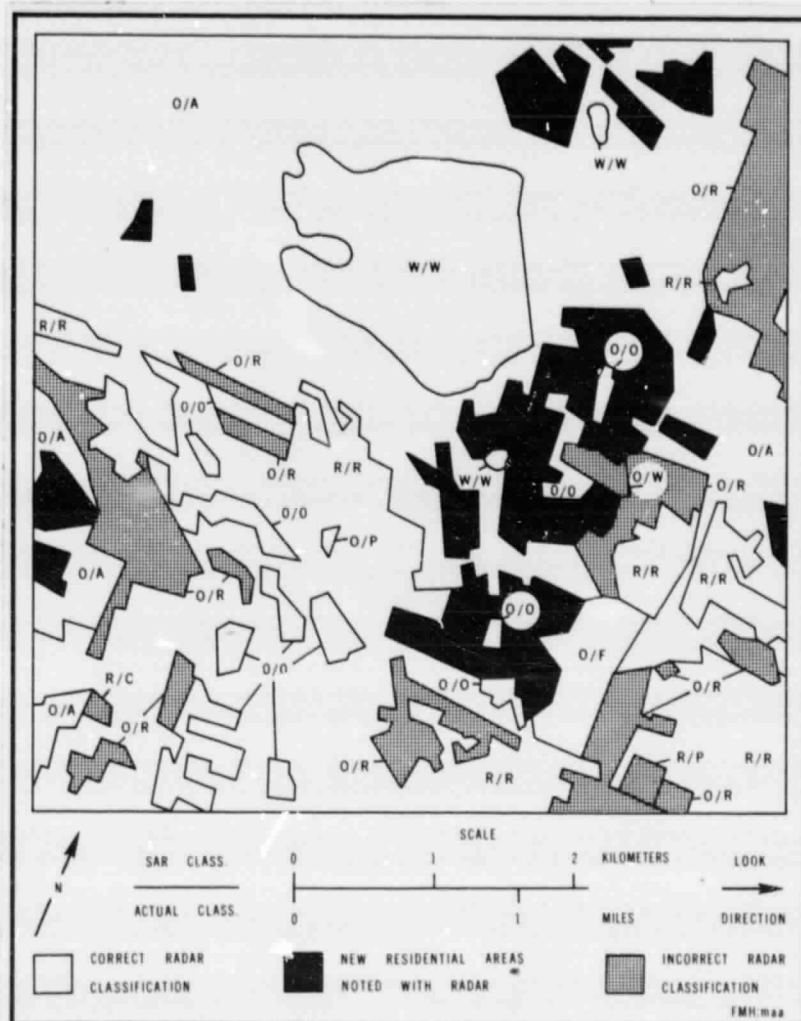 O/A
W/W
O/R
W/W
R/R
R/R
O/R
O/O
O/O
O/A
O/A
O/R
R/R
W/W
O/O
O/W
O/R
O/O
O/P
O/A
O/R
R/R
R/R
O/O
O/O
O/F
R/C
O/O
O/R
O/A
O/R
O/R
R/R
R/P
R/R
O/R
SCALE
SAR CLASS.
ACTUAL CLASS.
0 1 2 KILOMETERS
0 1 MILES
LOOK
DIRECTION
N
CORRECT RADAR
CLASSIFICATION
NEW RESIDENTIAL AREAS
NOTED WITH RADAR
INCORRECT RADAR
CLASSIFICATION
FMH:maa